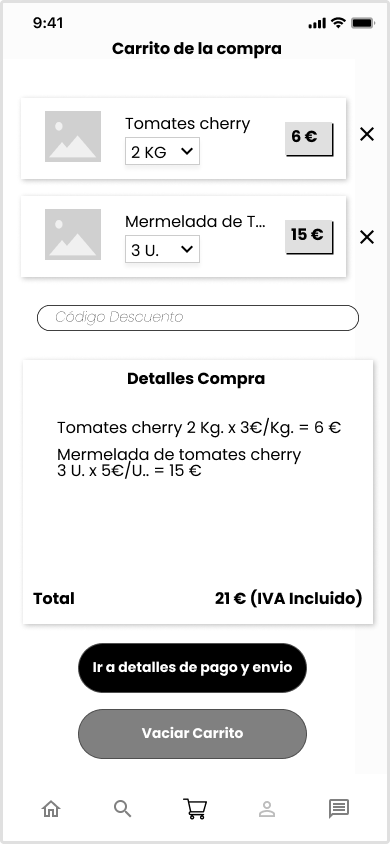 9:41
Carrito de la compra
Tomates cherry
2 KG
6 €
Mermelada de T...
3 U.
15 €
Código Descuento
Detalles Compra
Tomates cherry 2 Kg. x 3€/Kg. = 6 €
Mermelada de tomates cherry
3 U. x 5€/U.. = 15 €
Total
21 € (IVA Incluido)
Ir a detalles de pago y envio
Vaciar Carrito